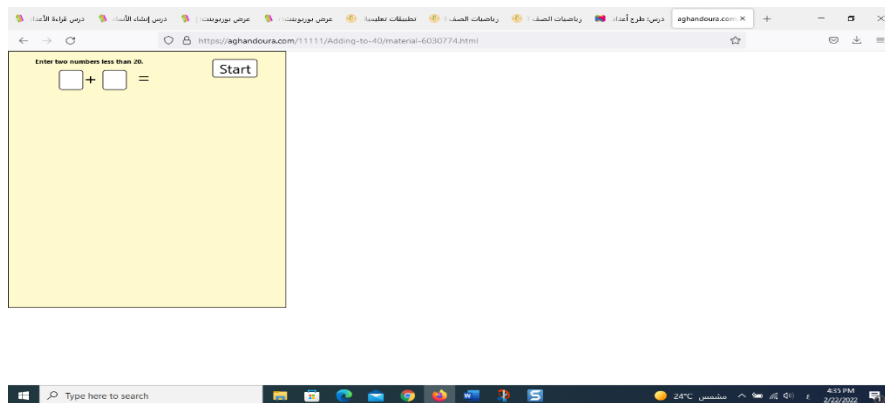 درس قراءة الأعداد
درس إنشاء الأنماط
عرض بوربوينت:
عرض بوربوينت:
تطبيقات تعليمية
رياضيات الصف
رياضيات الصف
درس: طرح أعداد
aghandoura.com × +
https://aghandoura.com/11111/Adding-to-40/material-6030774.html
Enter two numbers less than 20.
+ = Start
Type here to search
24°C مشمس
ع
4:35 PM
2/22/2022